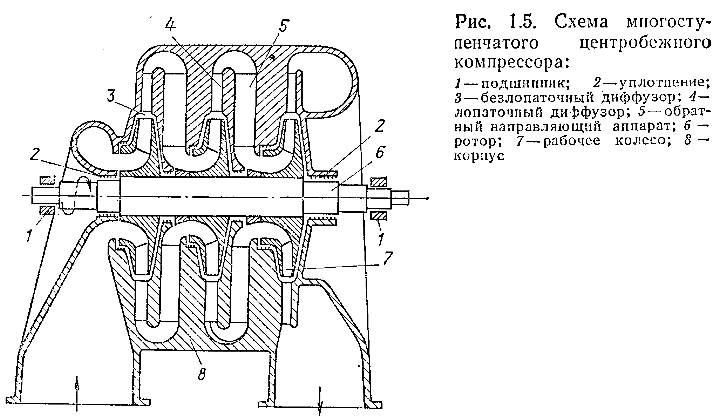 3
4
5
2
2
6
1
1
7
8
Рис. 1.5. Схема многосту-
пенчатого центробежного
компрессора:
1—подшипник; 2—уплотнение;
3—безлопаточный диффузор; 4—
лопаточный диффузор; 5—обрат-
ный направляющий аппарат; 6—
ротор; 7—рабочее колесо; 8—
корпус